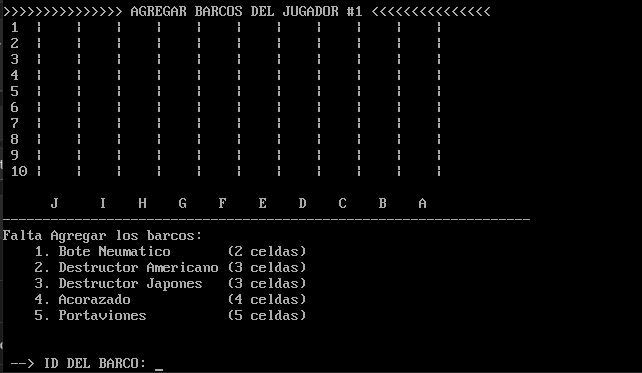 >>>>>>>>>>>>>>> AGREGAR BARCOS DEL JUGADOR #1 <<<<<<<<<<<<<<<
1 ¦ ¦ ¦ ¦ ¦ ¦ ¦ ¦ ¦ ¦ ¦
2 ¦ ¦ ¦ ¦ ¦ ¦ ¦ ¦ ¦ ¦ ¦
3 ¦ ¦ ¦ ¦ ¦ ¦ ¦ ¦ ¦ ¦ ¦
4 ¦ ¦ ¦ ¦ ¦ ¦ ¦ ¦ ¦ ¦ ¦
5 ¦ ¦ ¦ ¦ ¦ ¦ ¦ ¦ ¦ ¦ ¦
6 ¦ ¦ ¦ ¦ ¦ ¦ ¦ ¦ ¦ ¦ ¦
7 ¦ ¦ ¦ ¦ ¦ ¦ ¦ ¦ ¦ ¦ ¦
8 ¦ ¦ ¦ ¦ ¦ ¦ ¦ ¦ ¦ ¦ ¦
9 ¦ ¦ ¦ ¦ ¦ ¦ ¦ ¦ ¦ ¦ ¦
10 ¦ ¦ ¦ ¦ ¦ ¦ ¦ ¦ ¦ ¦ ¦
J I H G F E D C B A
Falta Agregar los barcos:
1. Bote Neumatico (2 celdas)
2. Destructor Americano (3 celdas)
3. Destructor Japones (3 celdas)
4. Acorazado (4 celdas)
5. Portaviones (5 celdas)
--> ID DEL BARCO: _